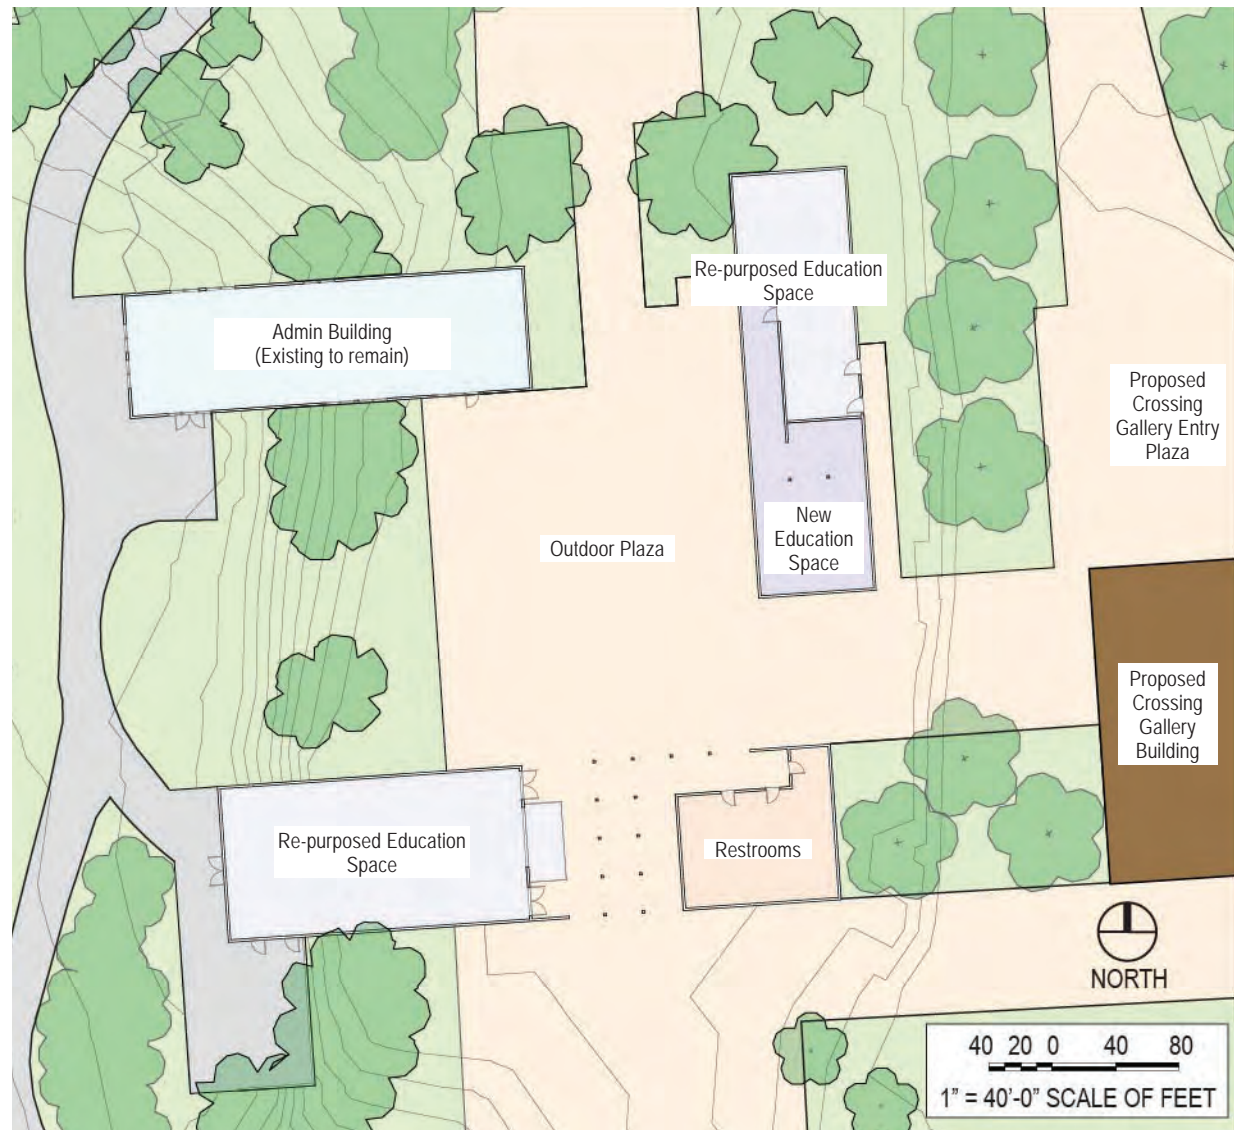 Re-purposed Education
Space
Admin Building
(Existing to remain)
Proposed
Crossing
Gallery Entry
Plaza
New
Education
Space
Outdoor Plaza
Proposed
Crossing
Gallery
Building
Re-purposed Education
Space
Restrooms
NORTH
40 20 0 40 80
1" = 40'-0" SCALE OF FEET